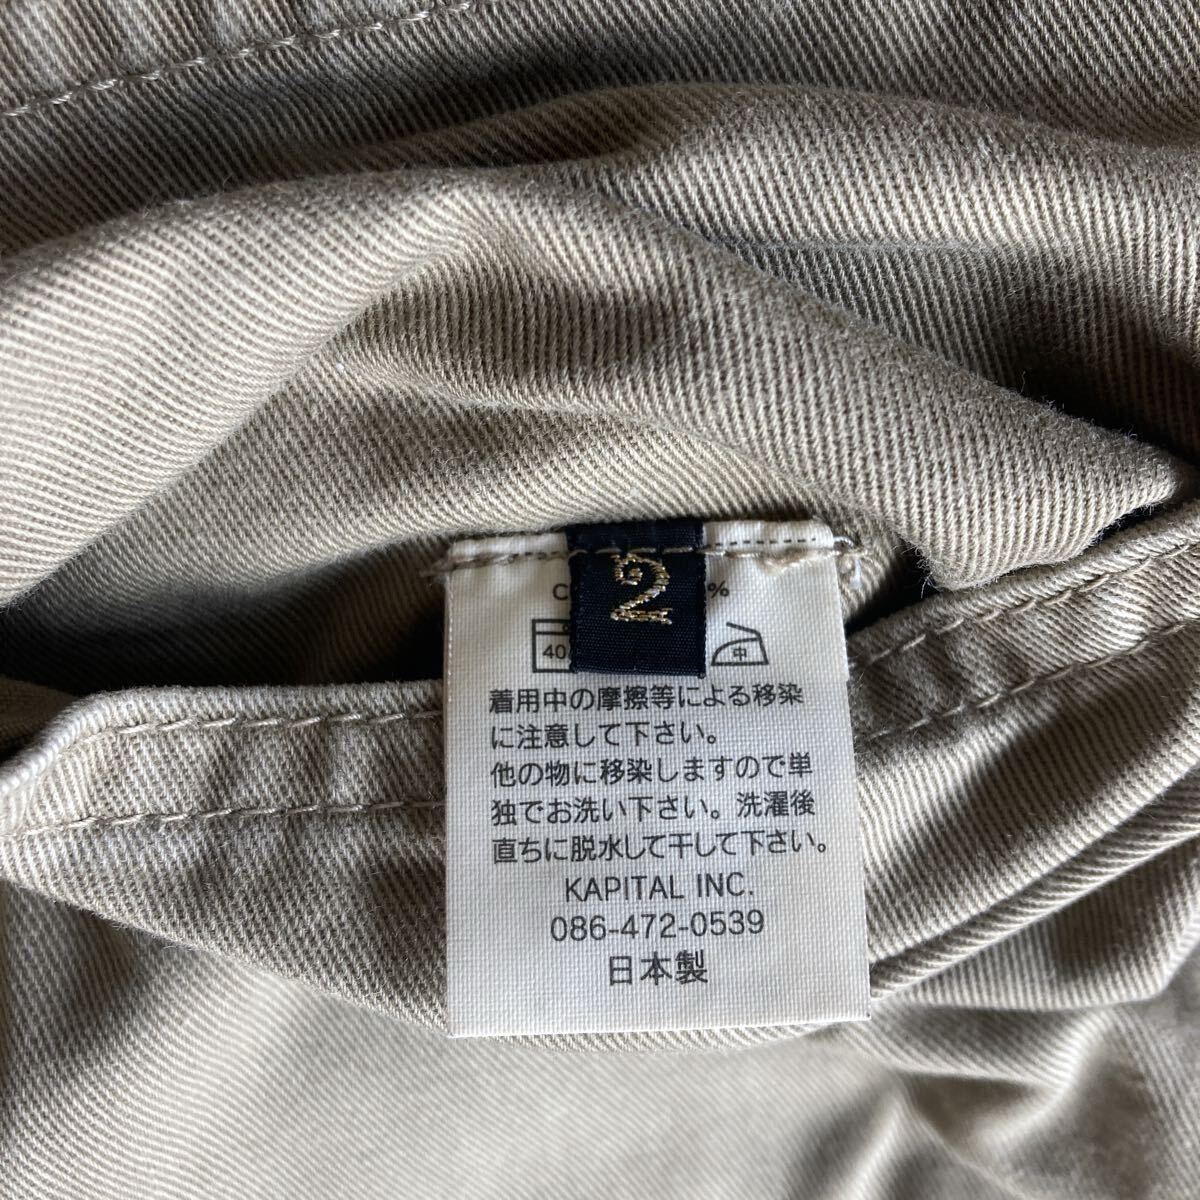 2
%
40
中
着用中の摩擦等による移染
に注意して下さい。
他の物に移染しますので単
独でお洗い下さい。洗濯後
直ちに脱水して干して下さい。
KAPITAL INC.
086-472-0539
日本製